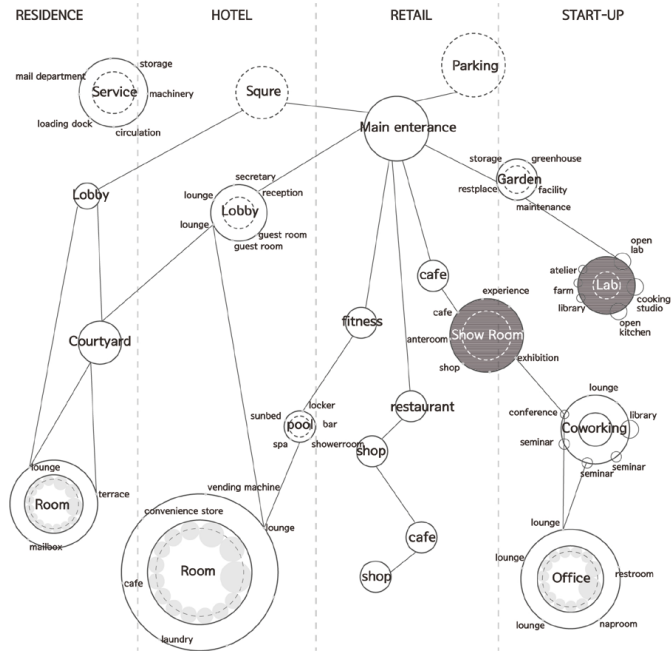 RESIDENCE
HOTEL
RETAIL
START-UP
storage
mail department
Service
machinery
loading dock
circulation
Squre
Parking
Main enterance
Lobby
secretary
lounge
reception
Lobby
lounge
guest room
guest room
storage
greenhouse
Garden
restplace
facility
maintenance
open
lab
atelier
farm
Lab
library
cooking
studio
open
kitchen
cafe
experience
cafe
Show Room
anteroom
exhibition
shop
Courtyard
fitness
restaurant
locker
sunbed
pool
bar
spa
showerroom
shop
lounge
conference
library
Coworking
seminar
seminar
seminar
lounge
Room
terrace
mailbox
vending machine
convenience store
lounge
Room
cafe
laundry
cafe
shop
lounge
lounge
Office
restroom
lounge
naproom